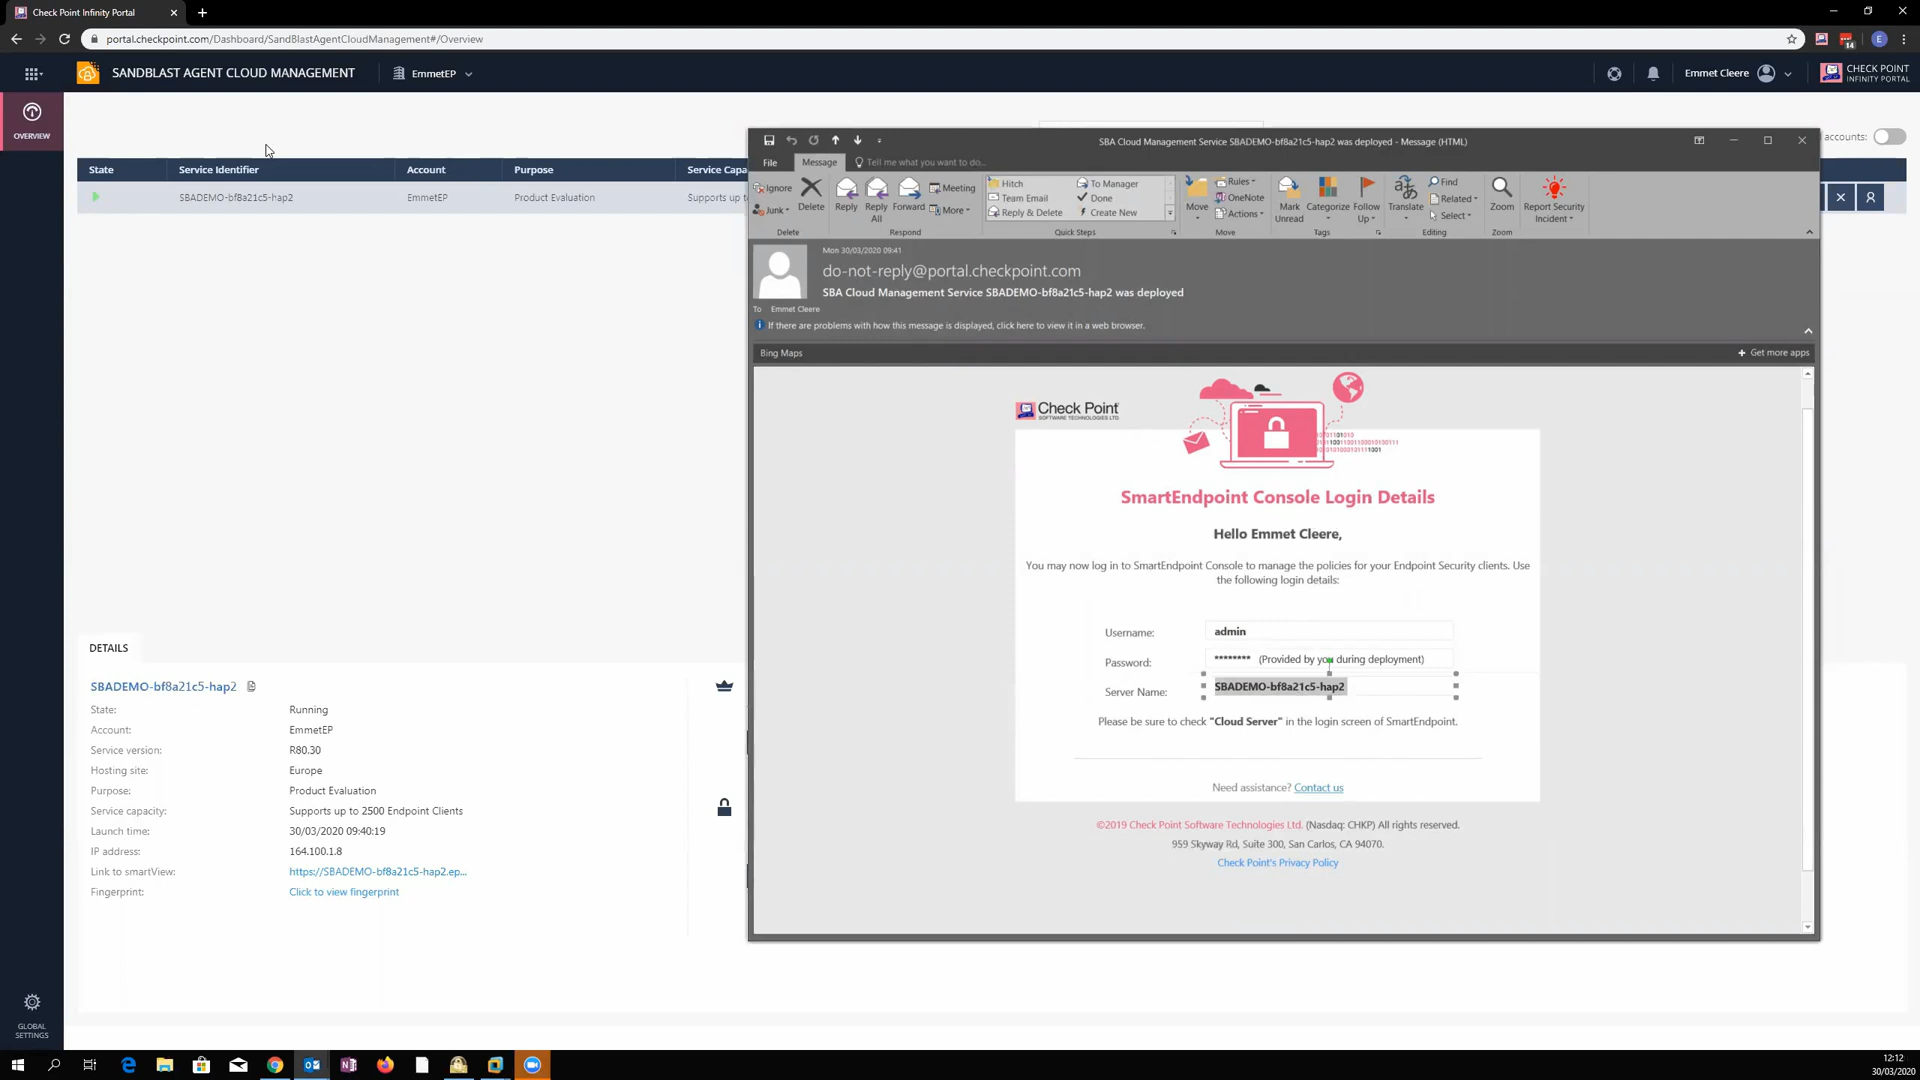 Check Point Infinity Portal
portal.checkpoint.com/Dashboard/SandBlastAgentCloudManagement#/Overview
14
E
SANDBLAST AGENT CLOUD MANAGEMENT
EmmetEP
Emmet Cleere
CHECK POINT
INFINITY PORTAL
OVERVIEW
accounts:
State Service Identifier Account Purpose Service Capa
SBADEMO-bf8a21c5-hap2 EmmetEP Product Evaluation Supports up to
SBA Cloud Management Service SBADEMO-bf8a21c5-hap2 was deployed - Message (HTML)
File Message Tell me what you want to do...
Ignore
Junk
Delete
Delete
Reply
Reply All
Forward
Meeting
More
Respond
Hitch
Team Email
Reply & Delete
To Manager
Done
Create New
Quick Steps
Move
Rules
OneNote
Actions
Move
Mark Unread
Categorize
Follow Up
Tags
Translate
Find
Related
Select
Editing
Zoom
Zoom
Report Security Incident
Mon 30/03/2020 09:41
do-not-reply@portal.checkpoint.com
SBA Cloud Management Service SBADEMO-bf8a21c5-hap2 was deployed
To Emmet Cleere
If there are problems with how this message is displayed, click here to view it in a web browser.
Bing Maps
Get more apps
Check Point
SOFTWARE TECHNOLOGIES LTD.
SmartEndpoint Console Login Details
Hello Emmet Cleere,
You may now log in to SmartEndpoint Console to manage the policies for your Endpoint Security clients. Use
the following login details:
Username: admin
Password: ******** (Provided by you during deployment)
Server Name: SBADEMO-bf8a21c5-hap2
Please be sure to check "Cloud Server" in the login screen of SmartEndpoint.
Need assistance? Contact us
©2019 Check Point Software Technologies Ltd. (Nasdaq: CHKP) All rights reserved.
959 Skyway Rd, Suite 300, San Carlos, CA 94070.
Check Point's Privacy Policy
DETAILS
SBADEMO-bf8a21c5-hap2
State: Running
Account: EmmetEP
Service version: R80.30
Hosting site: Europe
Purpose: Product Evaluation
Service capacity: Supports up to 2500 Endpoint Clients
Launch time: 30/03/2020 09:40:19
IP address: 164.100.1.8
Link to smartView: https://SBADEMO-bf8a21c5-hap2.ep...
Fingerprint: Click to view fingerprint
GLOBAL
SETTINGS
12:12
30/03/2020